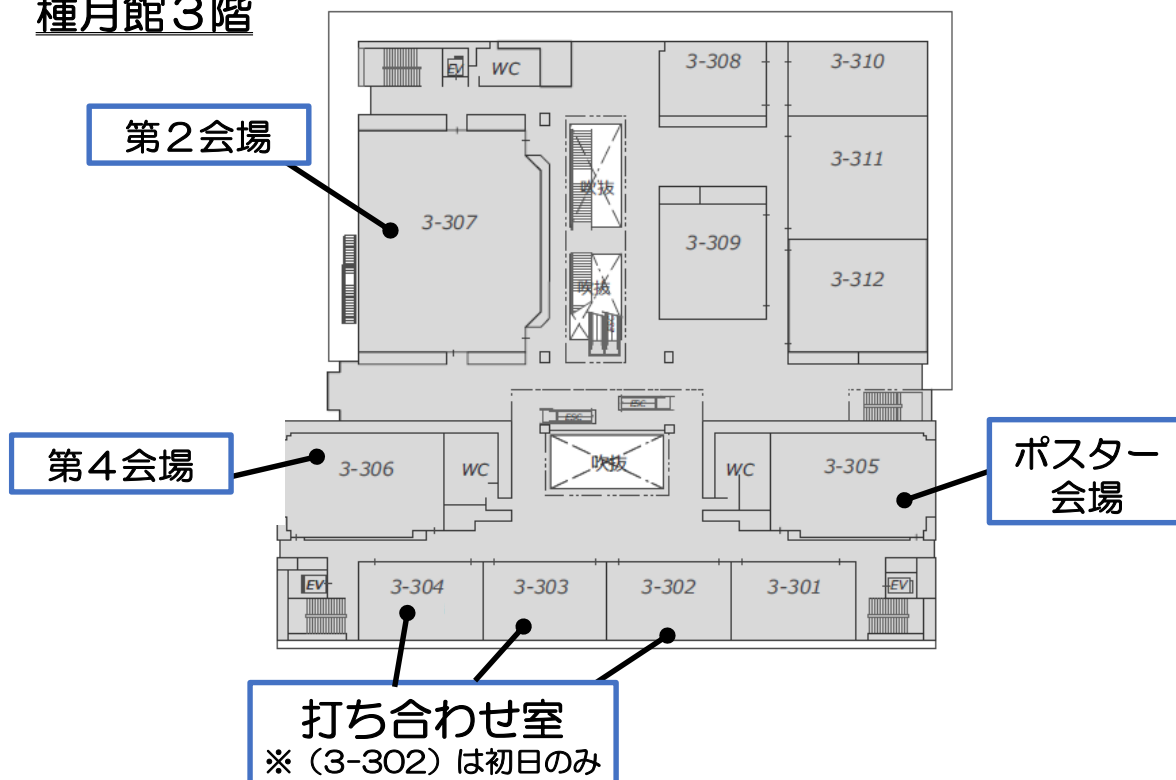 種月館３階
EV
WC
3-308
3-310
第２会場
3-311
吹抜
3-307
3-309
3-312
吹抜
ESC
ESC
第４会場
3-306
WC
吹抜
WC
3-305
ポスター
会場
EV
3-304
3-303
3-302
3-301
EV
打ち合わせ室
※（3-302）は初日のみ